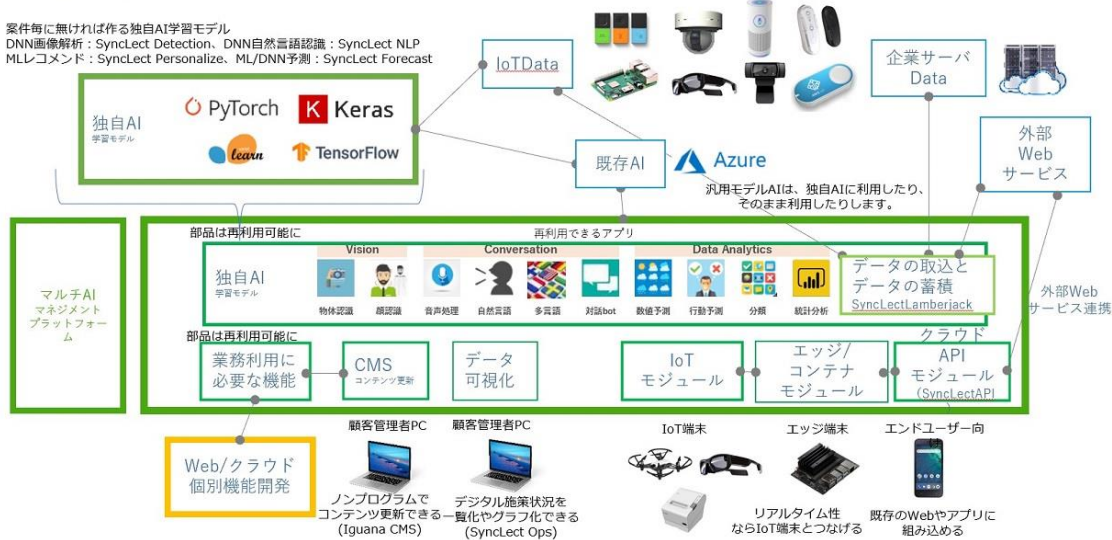 案件毎に無ければ作る独自AI学習モデル
DNN画像解析：SyncLect Detection、DNN自然言語認識：SyncLect NLP
MLレコメンド：SyncLect Personalize、ML/DNN予測：SyncLect Forecast
独自AI
学習モデル
PyTorch
Keras
learn
TensorFlow
IoTData
企業サーバ
Data
既存AI
Azure
外部
Web
サービス
汎用モデルAIは、独自AIに利用したり、
そのまま利用したりします。
マルチAI
マネジメント
プラットフォー
ム
部品は再利用可能に
再利用できるアプリ
独自AI
学習モデル
Vision
Conversation
Data Analytics
物体認識
顔認識
音声処理
自然言語
多言語
対話bot
数値予測
行動予測
分類
統計分析
データの取込と
データの蓄積
SyncLectLamberjack
外部Web
サービス連携
部品は再利用可能に
業務利用に
必要な機能
CMS
コンテンツ更新
データ
可視化
IoT
モジュール
エッジ/
コンテナ
モジュール
クラウド
API
モジュール
（SyncLectAPI
Web/クラウド
個別機能開発
顧客管理者PC
ノンプログラムで
コンテンツ更新できる
(Iguana CMS)
顧客管理者PC
デジタル施策状況を
一覧化やグラフ化できる
(SyncLect Ops)
IoT端末
エッジ端末
リアルタイム性
ならIoT端末とつなげる
エンドユーザー向
既存のWebやアプリに
組み込める